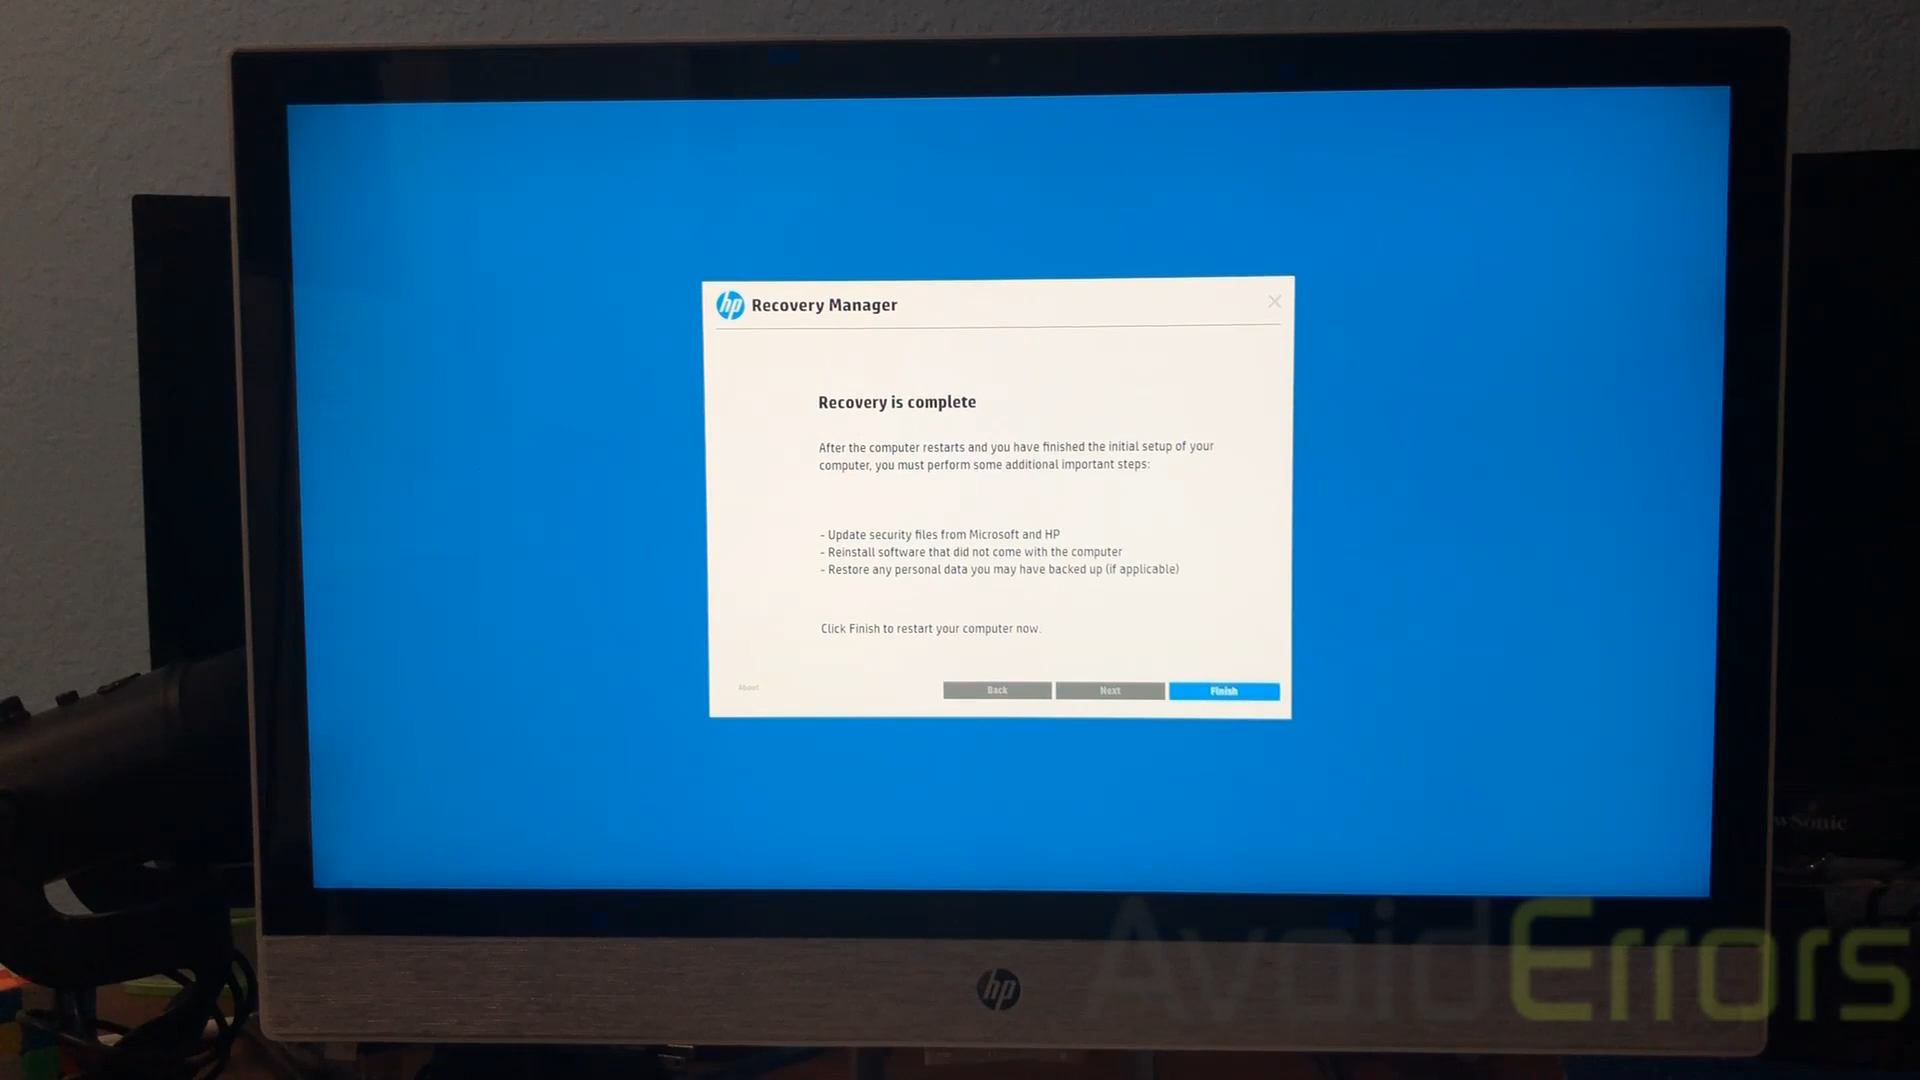 hp Recovery Manager
Recovery is complete
After the computer restarts and you have finished the initial setup of your
computer, you must perform some additional important steps:
- Update security files from Microsoft and HP
- Reinstall software that did not come with the computer
- Restore any personal data you may have backed up (if applicable)
Click Finish to restart your computer now.
About
Back
Next
Finish
wSonic
AvoidErrors
hp